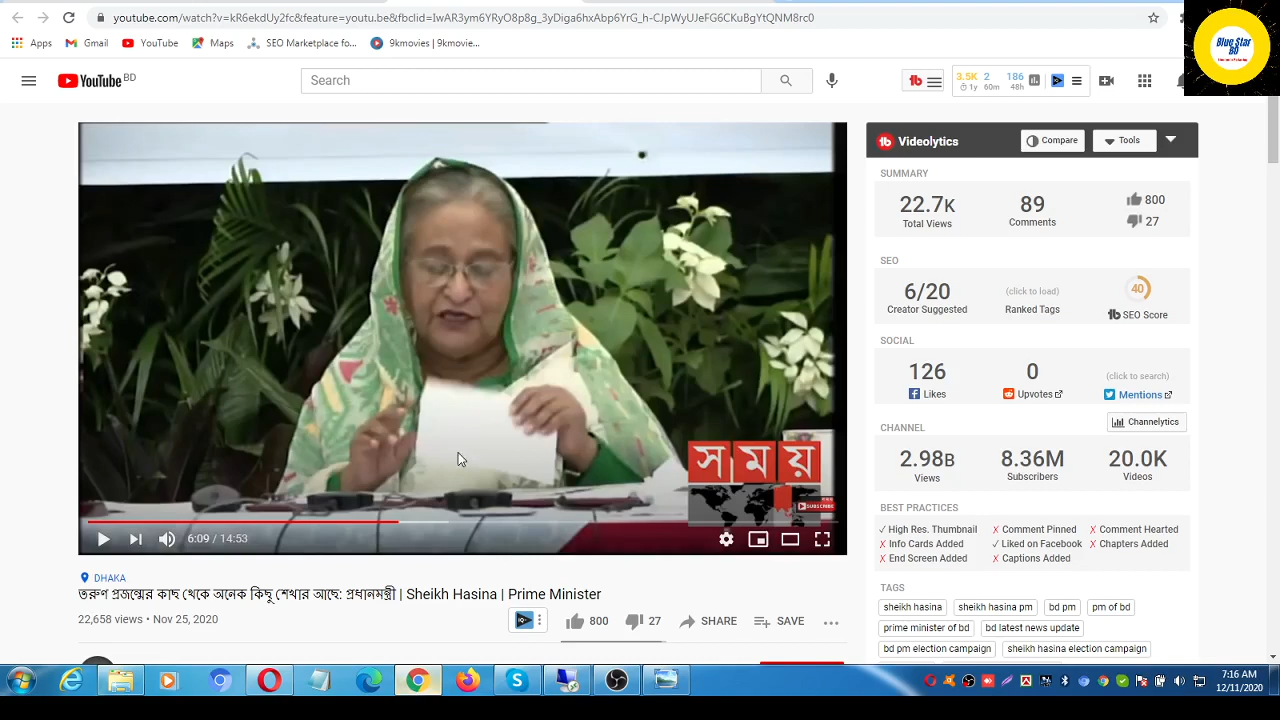 youtube.com/watch?v=kR6ekdUy2fc&feature=youtu.be&fbclid=IwAR3ym5YRyO8p8g_3yDiga6hxAbp6YrG_h-CJpWyUJeFG6CKuBgYtQNM8rc0
Apps Gmail YouTube Maps SEO Marketplace fo... 9kmovies | 9kmovie...
Blue Star BD
YouTube BD
Search
3.5K 2 186
1y 60m 48h
সময়
SUBSCRIBE
6:09 / 14:53
DHAKA
তরুণ প্রজন্মের কাছ থেকে অনেক কিছু শেখার আছে: প্রধানমন্ত্রী | Sheikh Hasina | Prime Minister
22,658 views • Nov 25, 2020
800 27 SHARE SAVE
Videolytics Compare Tools
SUMMARY
22.7K 89 800
Total Views Comments 27
SEO
6/20 (click to load) 40
Creator Suggested Ranked Tags SEO Score
SOCIAL
126 0 (click to search)
Likes Upvotes Mentions
CHANNEL Channelytics
2.98B 8.36M 20.0K
Views Subscribers Videos
BEST PRACTICES
✓ High Res. Thumbnail ✗ Comment Pinned ✗ Comment Hearted
✗ Info Cards Added ✓ Liked on Facebook ✗ Chapters Added
✗ End Screen Added ✗ Captions Added
TAGS
sheikh hasina sheikh hasina pm bd pm pm of bd
prime minister of bd bd latest news update
bd pm election campaign sheikh hasina election campaign
7:16 AM
12/11/2020